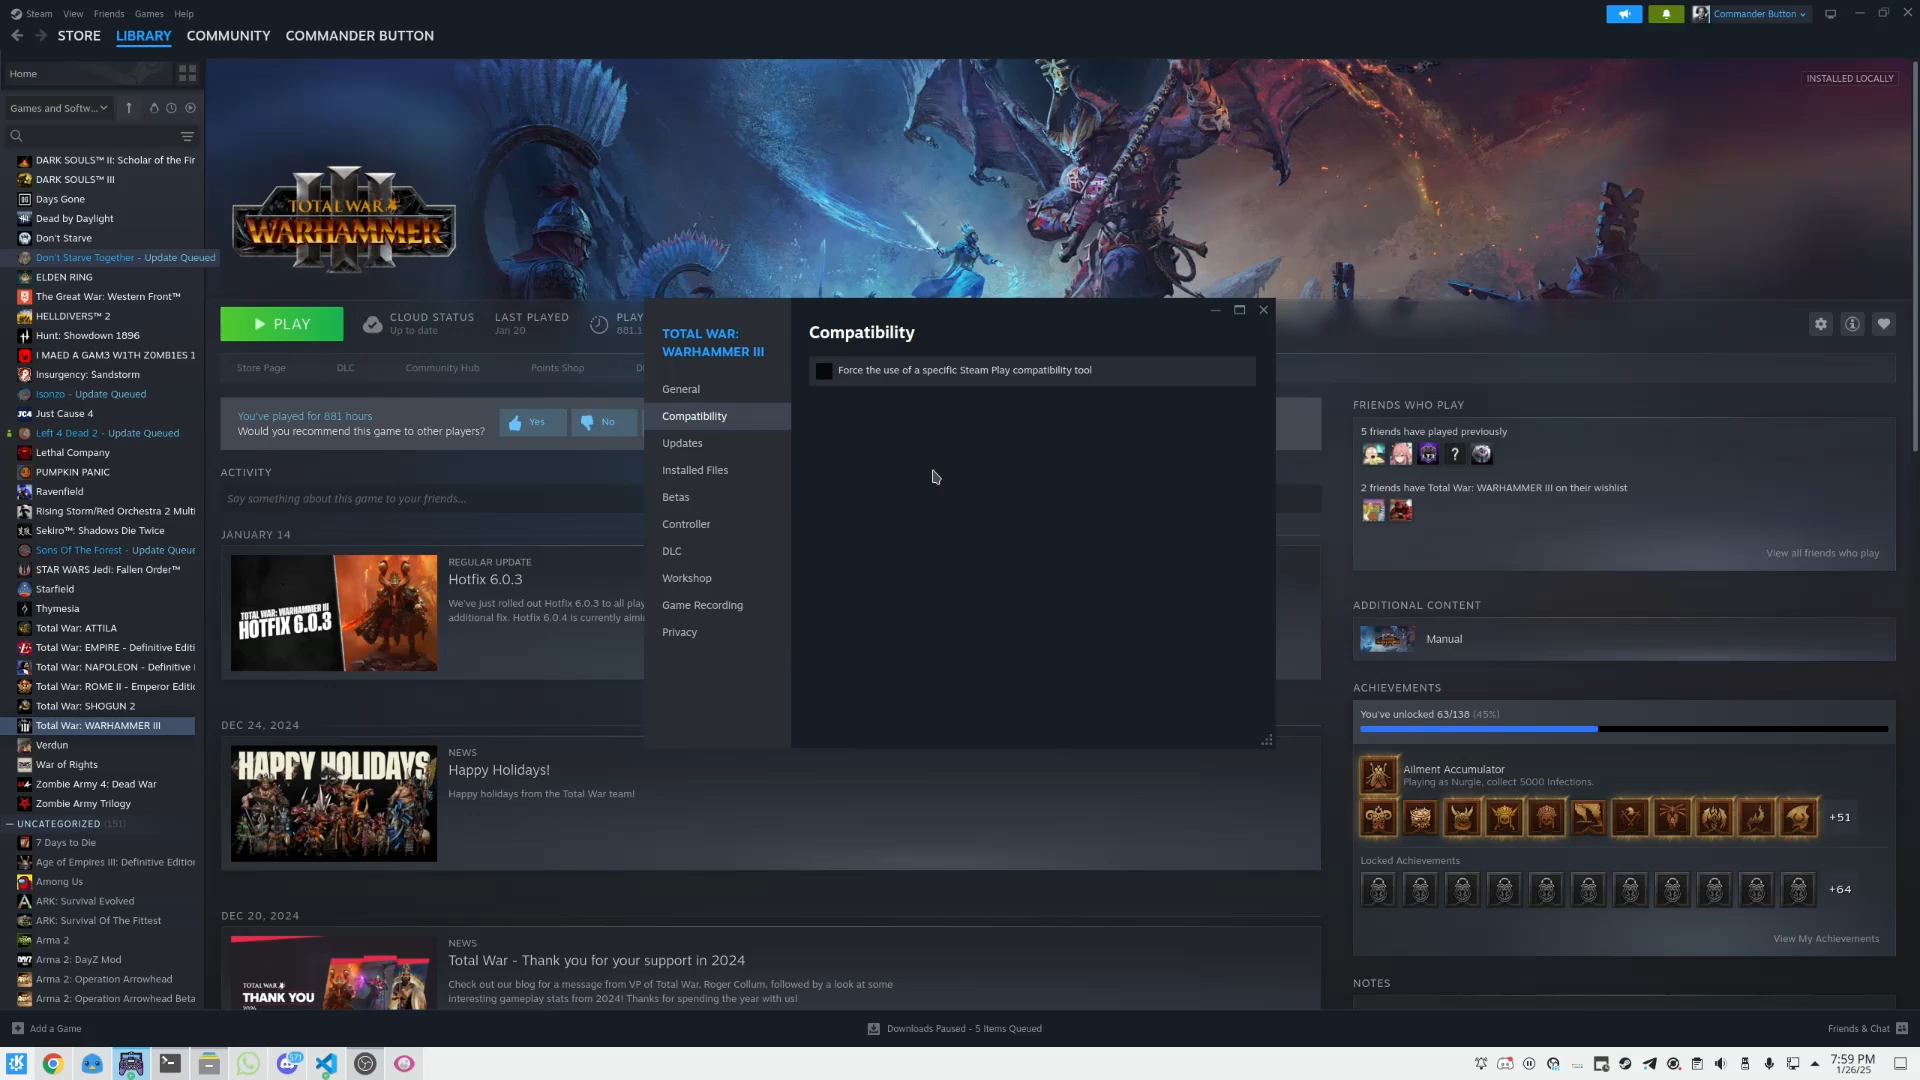 Steam View Friends Games Help
Commander Button
STORE LIBRARY COMMUNITY COMMANDER BUTTON
Home
INSTALLED LOCALLY
Games and Softw...
DARK SOULS™ II: Scholar of the Fir
DARK SOULS™ III
Days Gone
Dead by Daylight
Don't Starve
Don't Starve Together - Update Queued
ELDEN RING
The Great War: Western Front™
HELLDIVERS™ 2
Hunt: Showdown 1896
I MAED A GAM3 W1TH Z0MB1ES 1
Insurgency: Sandstorm
Isonzo - Update Queued
Just Cause 4
Left 4 Dead 2 - Update Queued
Lethal Company
PUMPKIN PANIC
Ravenfield
Rising Storm/Red Orchestra 2 Multi
Sekiro™: Shadows Die Twice
Sons Of The Forest - Update Queue
STAR WARS Jedi: Fallen Order™
Starfield
Thymesia
Total War: ATTILA
Total War: EMPIRE - Definitive Editi
Total War: NAPOLEON - Definitive I
Total War: ROME II - Emperor Editic
Total War: SHOGUN 2
Total War: WARHAMMER III
Verdun
War of Rights
Zombie Army 4: Dead War
Zombie Army Trilogy
— UNCATEGORIZED (151)
7 Days to Die
Age of Empires III: Definitive Edition
Among Us
ARK: Survival Evolved
ARK: Survival Of The Fittest
Arma 2
Arma 2: DayZ Mod
Arma 2: Operation Arrowhead
Arma 2: Operation Arrowhead Beta
TOTAL WAR
WARHAMMER
III
PLAY
CLOUD STATUS
Up to date
LAST PLAYED
Jan 20
PLAY
881.1
Store Page DLC Community Hub Points Shop Di
You've played for 881 hours
Would you recommend this game to other players?
Yes
No
ACTIVITY
Say something about this game to your friends...
JANUARY 14
TOTAL WAR: WARHAMMER III
HOTFIX 6.0.3
REGULAR UPDATE
Hotfix 6.0.3
We've just rolled out Hotfix 6.0.3 to all play
additional fix. Hotfix 6.0.4 is currently aimi
DEC 24, 2024
HAPPY HOLIDAYS
NEWS
Happy Holidays!
Happy holidays from the Total War team!
DEC 20, 2024
TOTAL WAR
THANK YOU
NEWS
Total War - Thank you for your support in 2024
Check out our blog for a message from VP of Total War, Roger Collum, followed by a look at some
interesting gameplay stats from 2024! Thanks for spending the year with us!
TOTAL WAR:
WARHAMMER III
General
Compatibility
Updates
Installed Files
Betas
Controller
DLC
Workshop
Game Recording
Privacy
Compatibility
Force the use of a specific Steam Play compatibility tool
FRIENDS WHO PLAY
5 friends have played previously
?
2 friends have Total War: WARHAMMER III on their wishlist
View all friends who play
ADDITIONAL CONTENT
Manual
ACHIEVEMENTS
You've unlocked 63/138 (45%)
Ailment Accumulator
Playing as Nurgle, collect 5000 Infections.
+51
Locked Achievements
+64
View My Achievements
NOTES
Add a Game
Downloads Paused - 5 Items Queued
Friends & Chat
571
7:59 PM
1/26/25